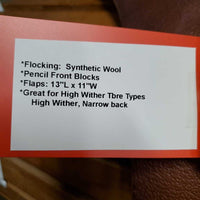 *Flocking: Synthetic Wool
*Pencil Front Blocks
*Flaps: 13"L x 11"W
*Great for High Wither Tbre Types
High Wither, Narrow back